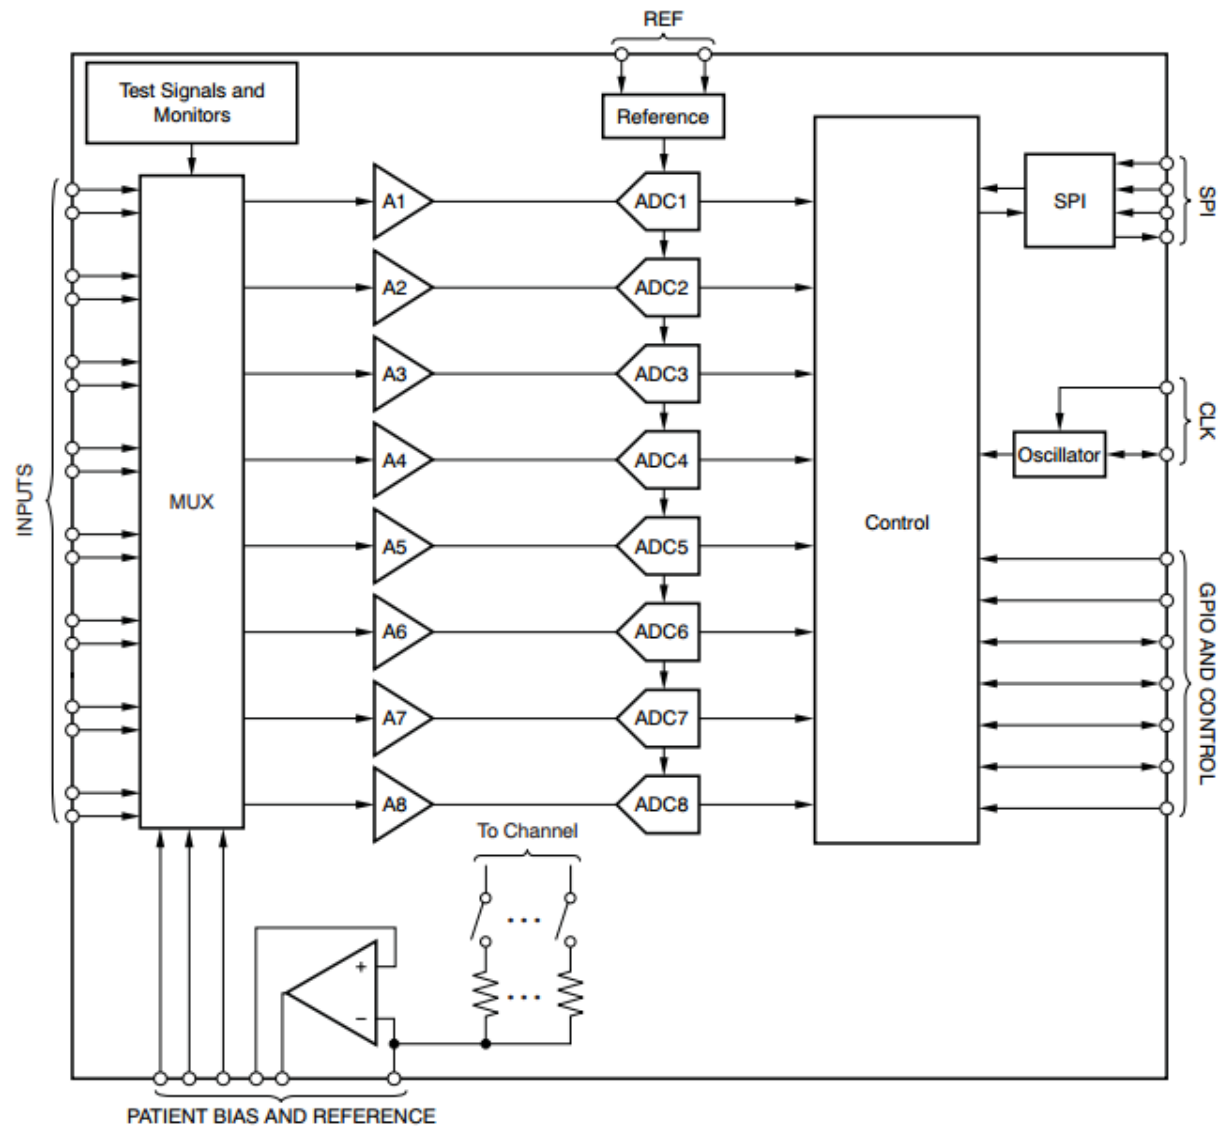 REF
Test Signals and
Monitors
Reference
A1
ADC1
SPI
SPI
A2
ADC2
A3
ADC3
CLK
A4
ADC4
Oscillator
INPUTS
MUX
Control
A5
ADC5
GPIO AND CONTROL
A6
ADC6
A7
ADC7
A8
ADC8
To Channel
+
−
PATIENT BIAS AND REFERENCE